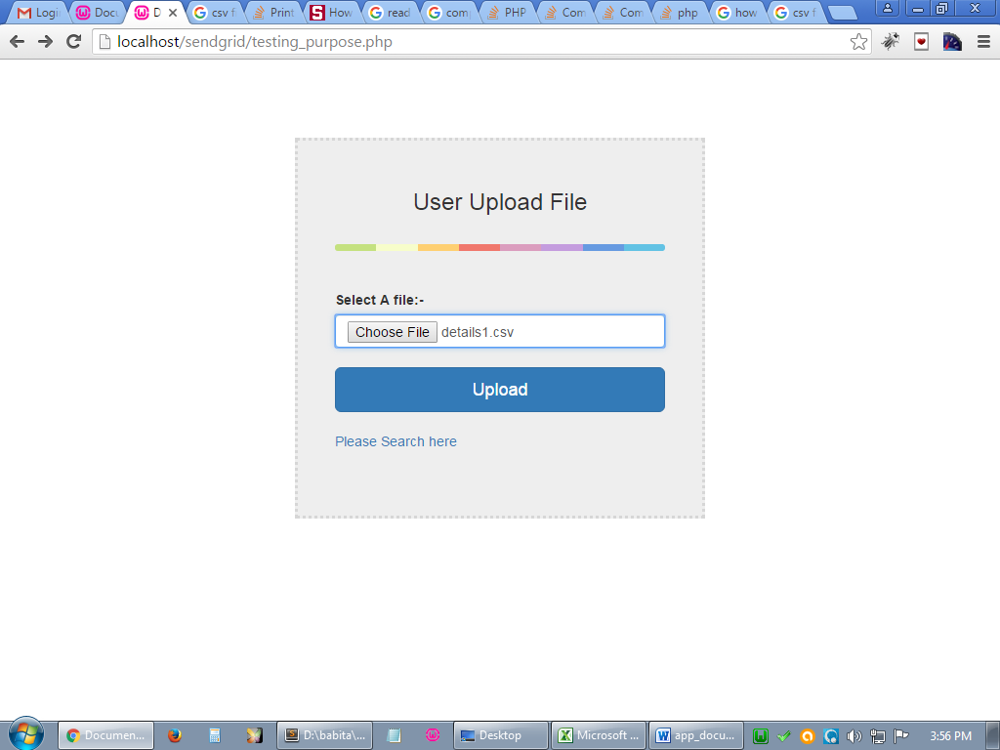 Logi
Docu
D
csv f
Print
How
read
com
PHP
Com
Com
php
how
csv f
localhost/sendgrid/testing_purpose.php
User Upload File
Select A file:-
Choose File details1.csv
Upload
Please Search here
Documen...
D:\babita\...
Desktop
Microsoft ...
app_docu...
3:56 PM